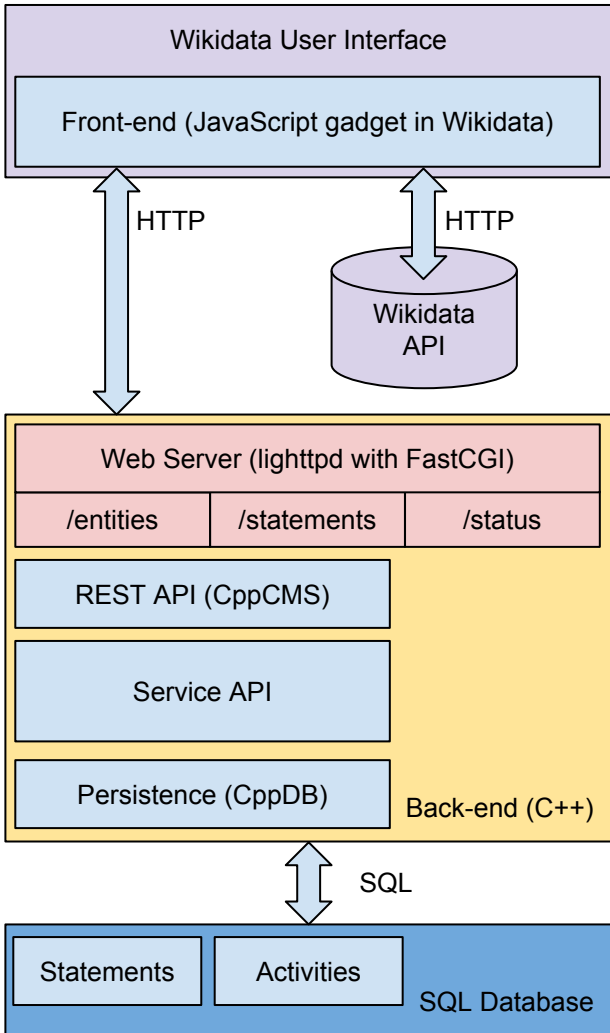 Wikidata User Interface
Front-end (JavaScript gadget in Wikidata)
HTTP
HTTP
Wikidata
API
Web Server (lighttpd with FastCGI)
/entities
/statements
/status
REST API (CppCMS)
Service API
Persistence (CppDB)
Back-end (C++)
SQL
Statements
Activities
SQL Database